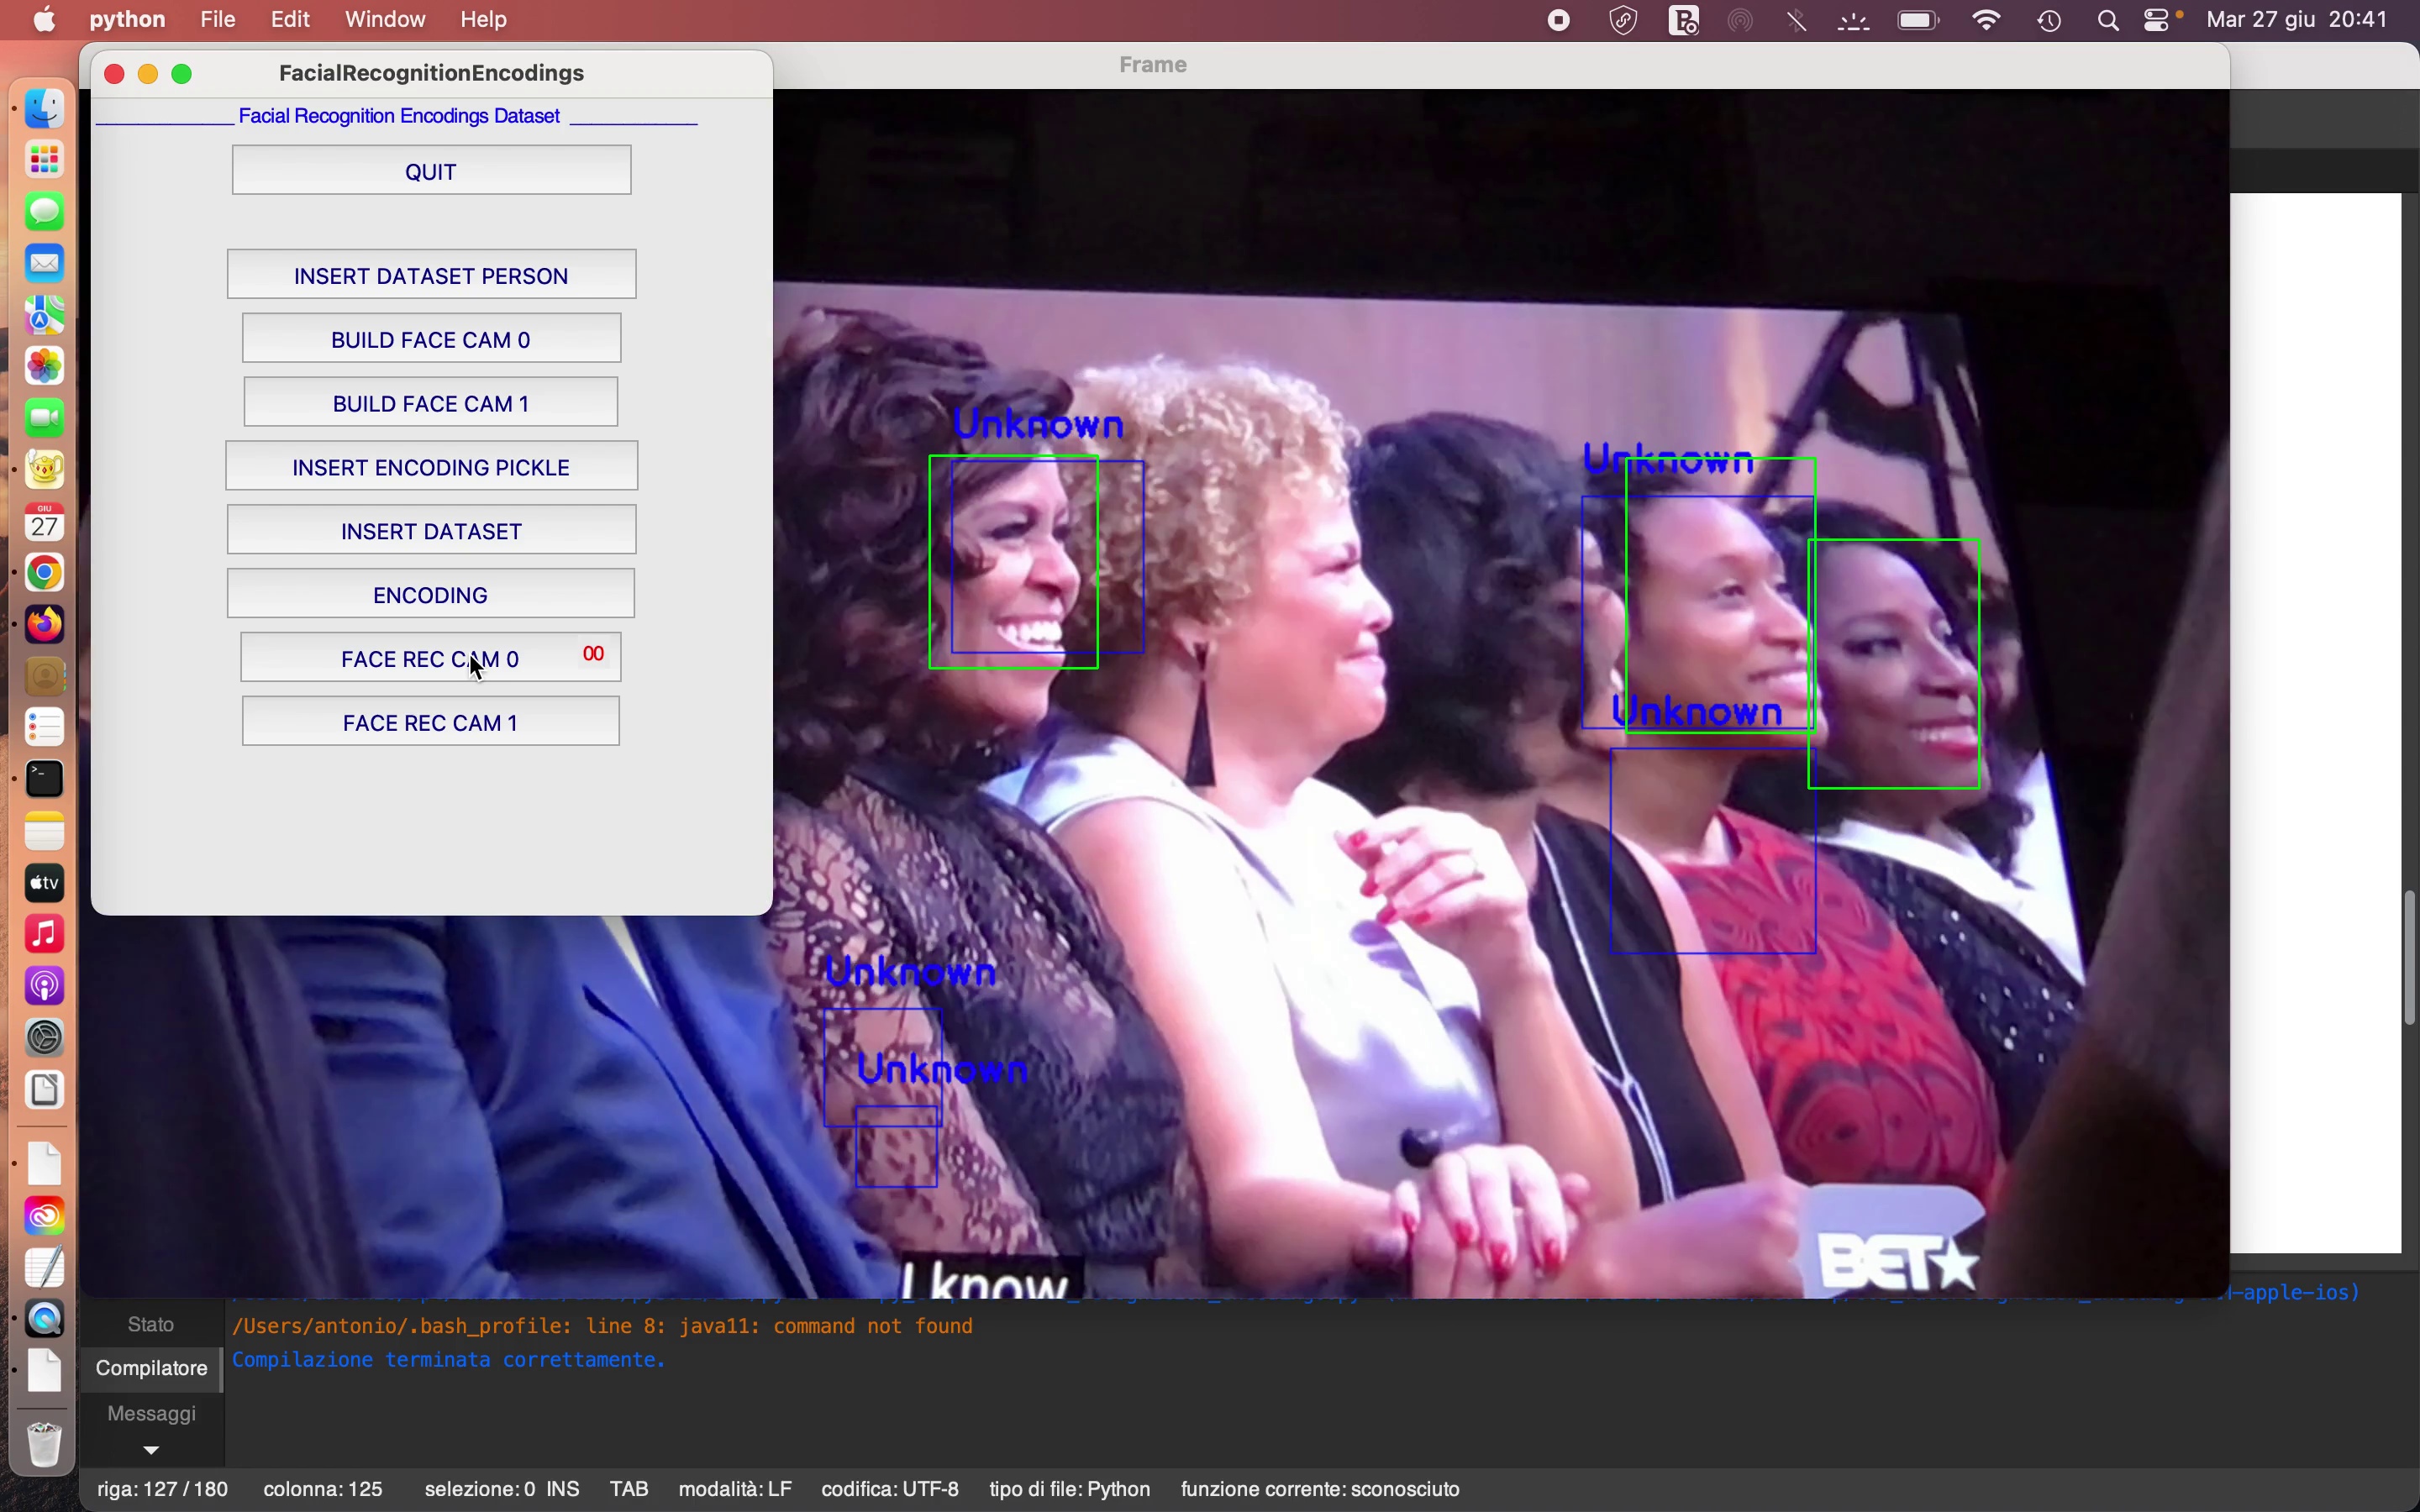 python File Edit Window Help
Mar 27 giu 20:41
FacialRecognitionEncodings
Frame
Facial Recognition Encodings Dataset
QUIT
INSERT DATASET PERSON
BUILD FACE CAM 0
BUILD FACE CAM 1
INSERT ENCODING PICKLE
INSERT DATASET
ENCODING
FACE REC CAM 0 00
FACE REC CAM 1
Unknown
Unknown
Unknown
Unknown
Unknown
GIU
27
tv
I know
BET
-apple-ios)
Stato
/Users/antonio/.bash_profile: line 8: java11: command not found
Compilatore
Compilazione terminata correttamente.
Messaggi
riga: 127 / 180 colonna: 125 selezione: 0 INS TAB modalità: LF codifica: UTF-8 tipo di file: Python funzione corrente: sconosciuto